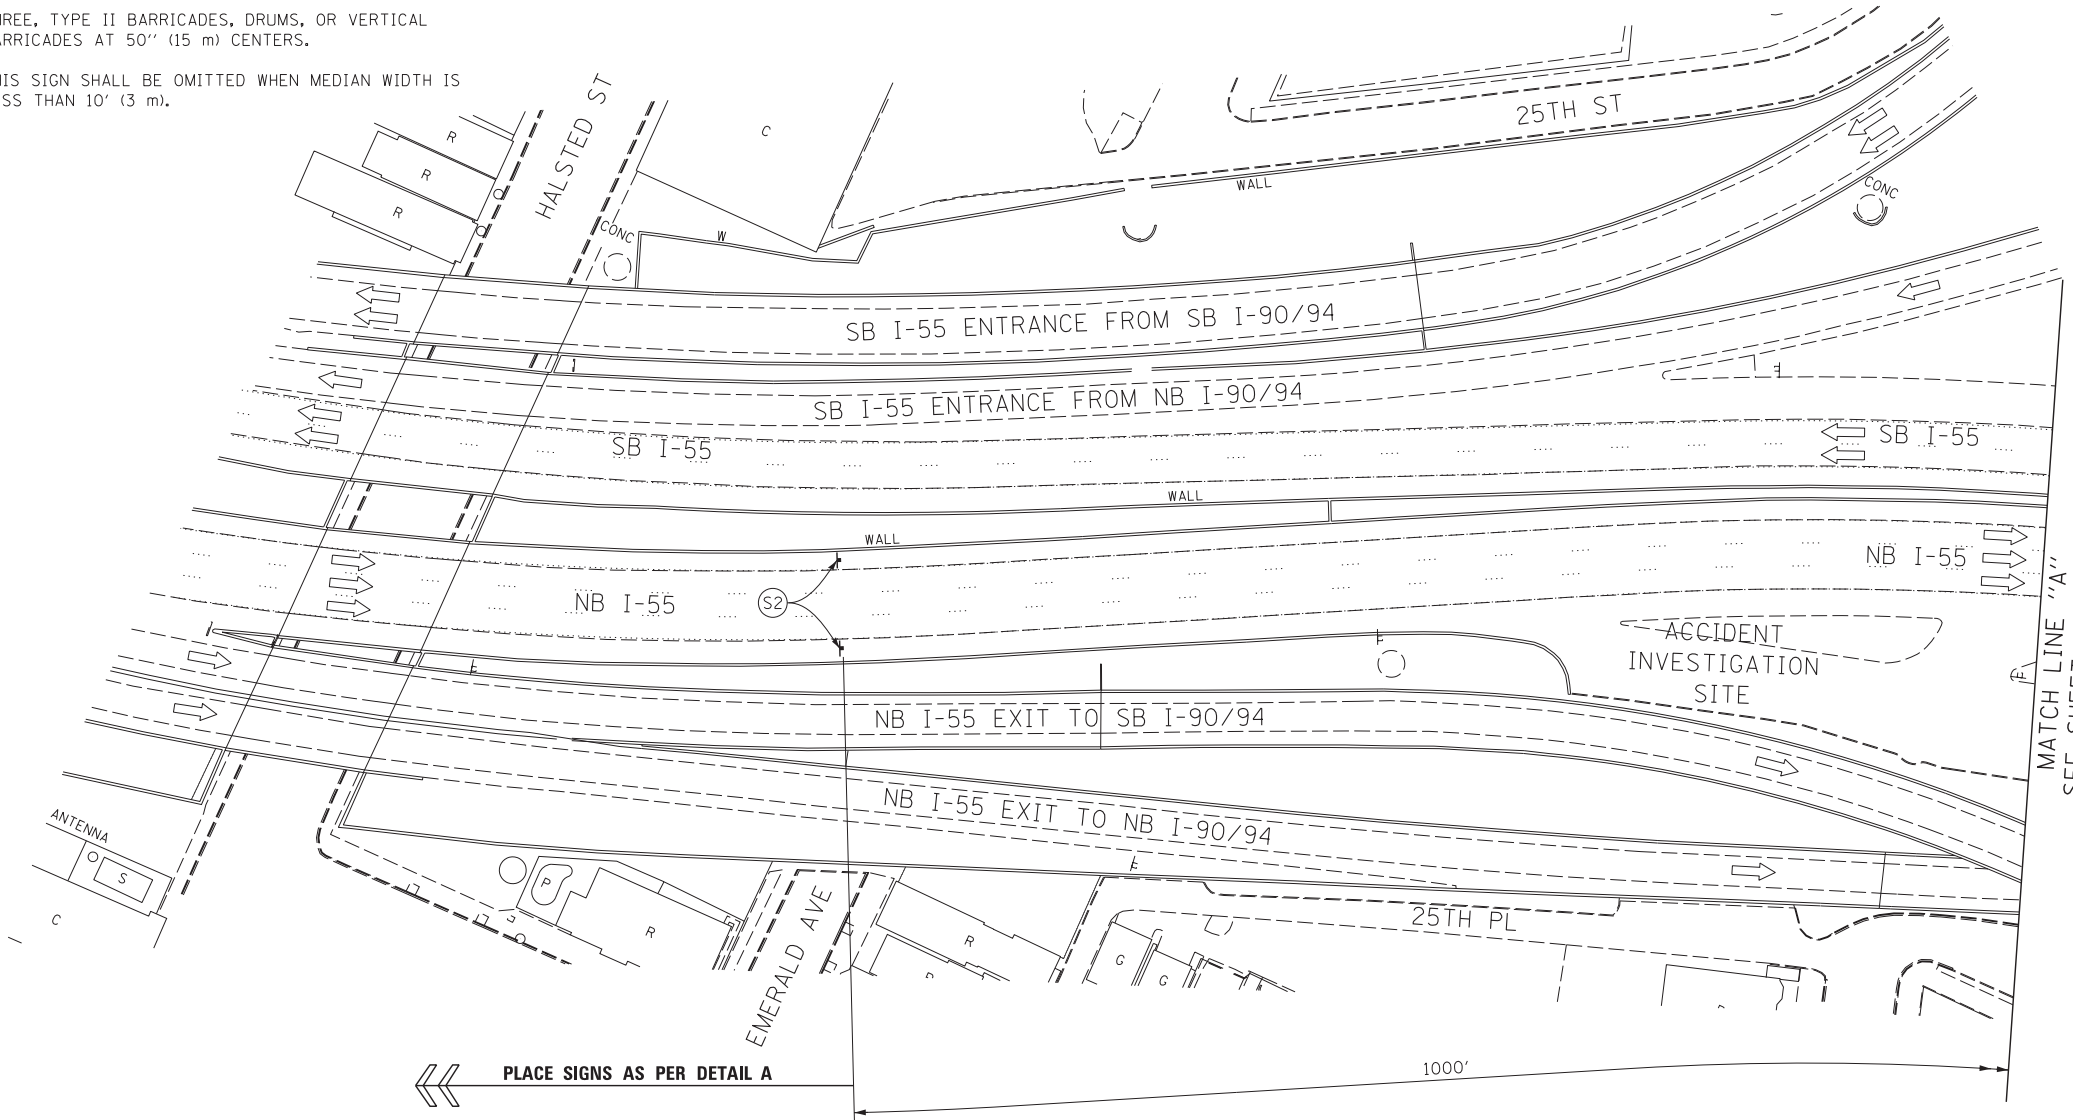 TYPE II BARRICADES, DRUMS, OR VERTICAL
AT 50'' (15 m) CENTERS.
SIGN SHALL BE OMITTED WHEN MEDIAN WIDTH IS
THAN 10' (3 m).
HALSTED ST
R
R
R
C
25TH ST
WALL
CONC
CONC
W
SB I-55 ENTRANCE FROM SB I-90/94
SB I-55 ENTRANCE FROM NB I-90/94
SB I-55
SB I-55
WALL
WALL
NB I-55
NB I-55
S2
ACCIDENT
INVESTIGATION
SITE
MATCH LINE "A"
NB I-55 EXIT TO SB I-90/94
NB I-55 EXIT TO NB I-90/94
ANTENNA
S
C
P
R
EMERALD AVE
R
G
G
25TH PL
PLACE SIGNS AS PER DETAIL A
1000'